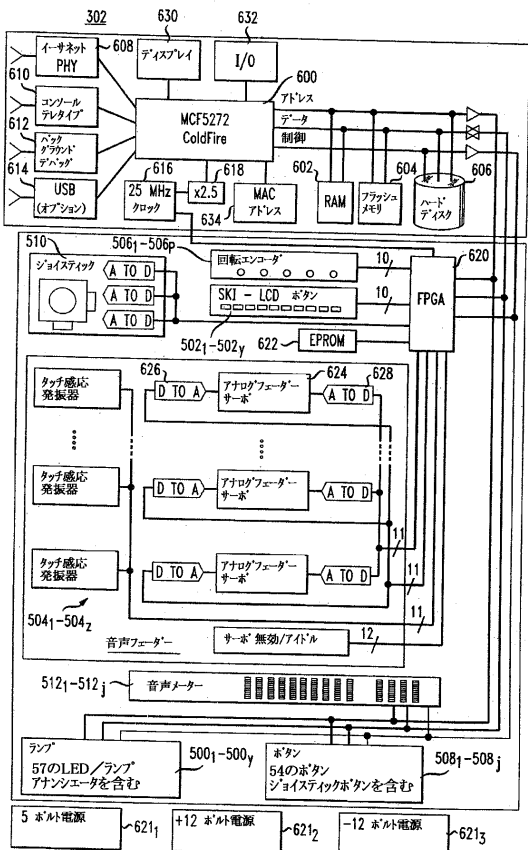 302
630
632
608
イーサネット
PHY
ディスプレイ
I/O
610
コンソール
テレタイプ
600
MCF5272
ColdFire
アドレス
データ
制御
612
バック
グラウンド
デバッグ
614
USB
(オプション)
616
618
25 MHz
クロック
x2.5
634
MAC
アドレス
602
RAM
604
フラッシュ
メモリ
606
ハード
ディスク
510
ジョイスティック
A TO D
A TO D
A TO D
506₁-506p
回転エンコーダ
10
620
FPGA
SKI - LCD ボタン
10
502₁-502y
622
EPROM
タッチ感応
発振器
626
D TO A
624
アナログフェーダー
サーボ
628
A TO D
タッチ感応
発振器
D TO A
アナログフェーダー
サーボ
A TO D
タッチ感応
発振器
D TO A
アナログフェーダー
サーボ
A TO D
11
11
11
504₁-504z
音声フェーダー
サーボ無効/アイドル
12
512₁-512j
音声メーター
ランプ
57のLED/ランプ
アナンシエータを含む
500₁-500y
ボタン
54のボタン
ジョイスティックボタンを含む
508₁-508j
5 ボルト電源
621₁
+12 ボルト電源
621₂
-12 ボルト電源
621₃